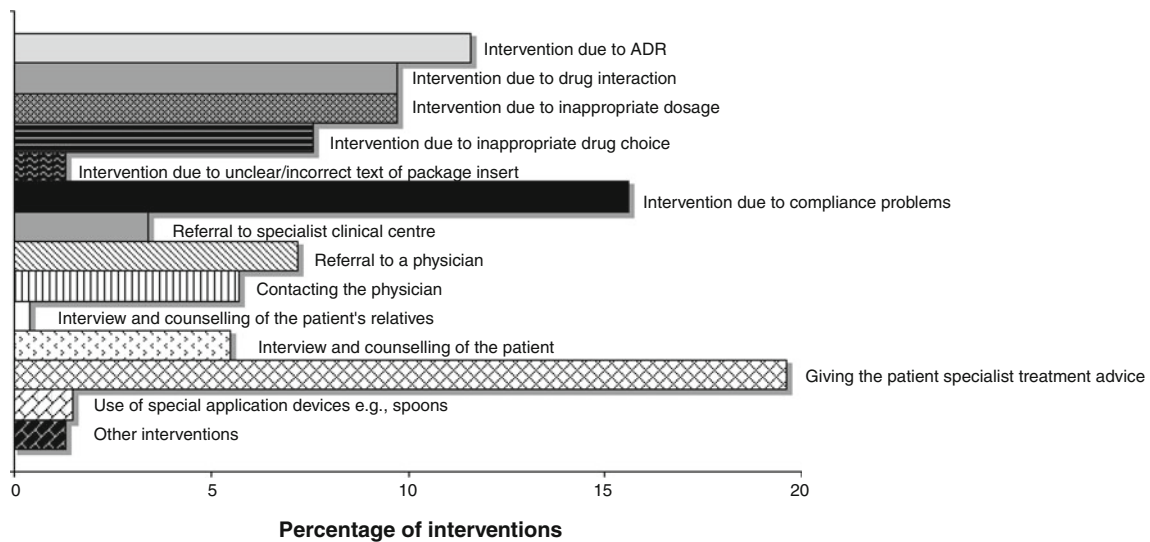 Intervention due to ADR
Intervention due to drug interaction
Intervention due to inappropriate dosage
Intervention due to inappropriate drug choice
Intervention due to unclear/incorrect text of package insert
Intervention due to compliance problems
Referral to specialist clinical centre
Referral to a physician
Contacting the physician
Interview and counselling of the patient's relatives
Interview and counselling of the patient
Giving the patient specialist treatment advice
Use of special application devices e.g., spoons
Other interventions
0 5 10 15 20
Percentage of interventions